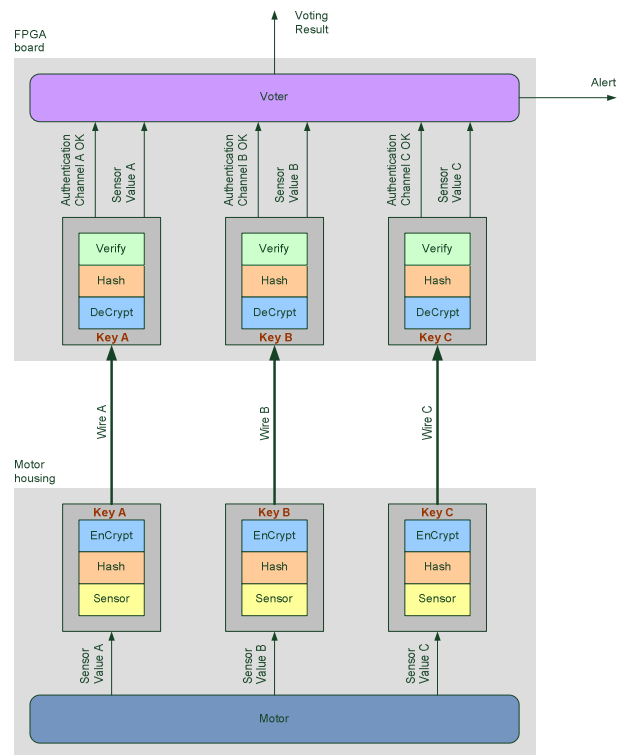 Voting
Result
FPGA
board
Alert
Voter
Authentication
Channel A OK
Sensor
Value A
Authentication
Channel B OK
Sensor
Value B
Authentication
Channel C OK
Sensor
Value C
Verify
Hash
DeCrypt
Key A
Verify
Hash
DeCrypt
Key B
Verify
Hash
DeCrypt
Key C
Wire A
Wire B
Wire C
Motor
housing
Key A
EnCrypt
Hash
Sensor
Key B
EnCrypt
Hash
Sensor
Key C
EnCrypt
Hash
Sensor
Sensor
Value A
Sensor
Value B
Sensor
Value C
Motor